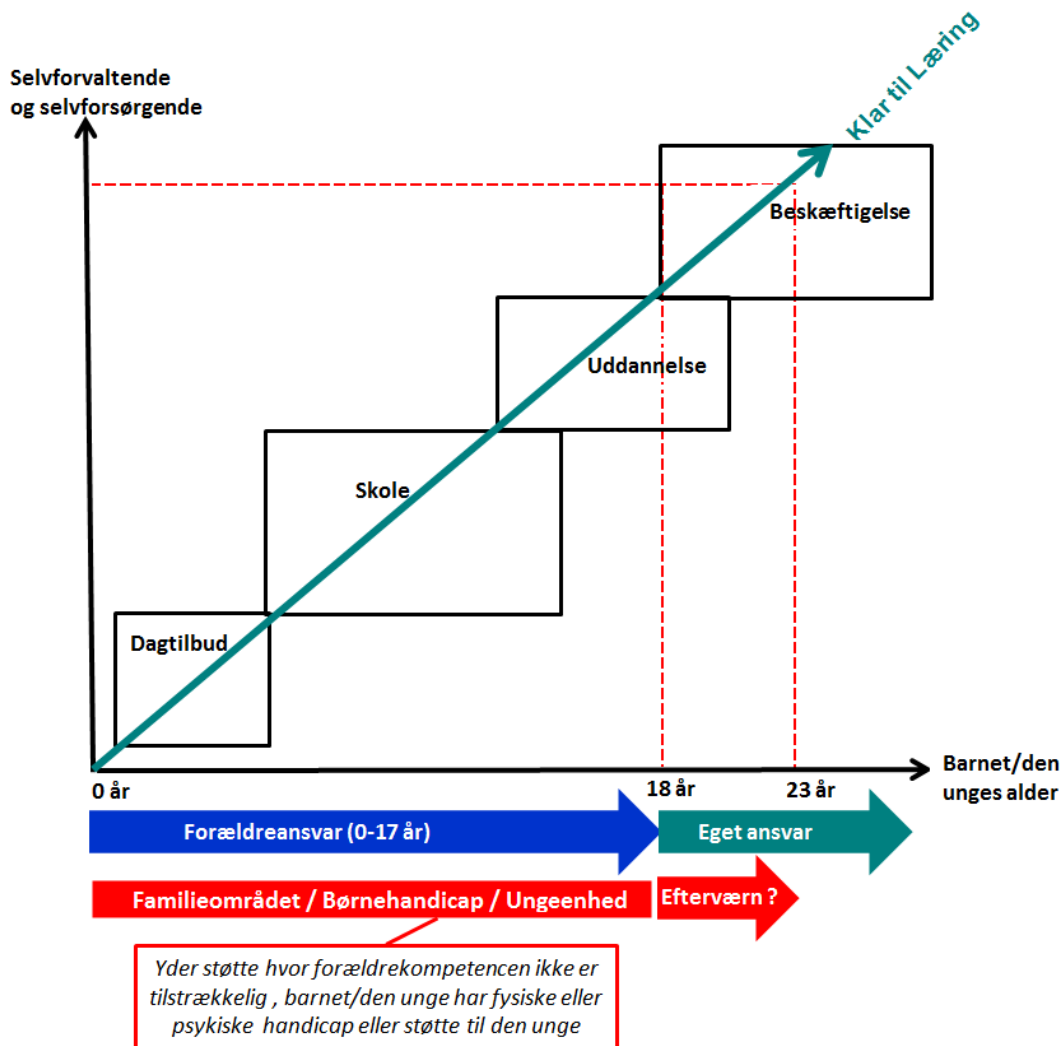 Selvforvaltende
og selvforsørgende
Klar til Læring
Beskæftigelse
Uddannelse
Skole
Dagtilbud
0 år
18 år
23 år
Barnet/den
unges alder
Forældreansvar (0-17 år)
Eget ansvar
Familieområdet / Børnehandicap / Ungeenhed
Efterværn ?
Yder støtte hvor forældrekompetencen ikke er
tilstrækkelig , barnet/den unge har fysiske eller
psykiske handicap eller støtte til den unge